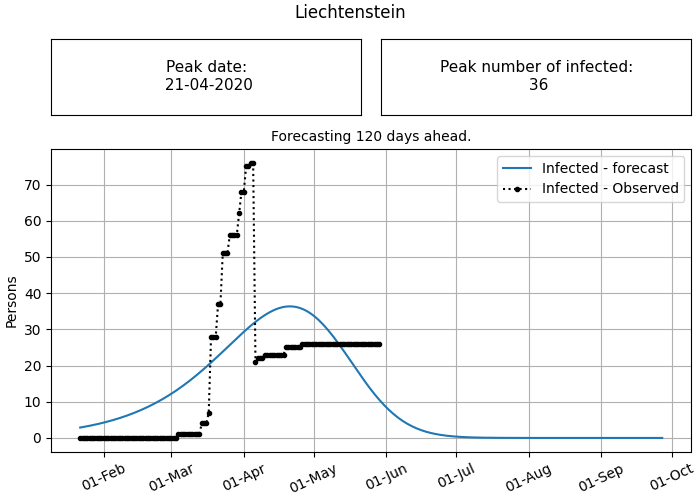 Liechtenstein
Peak date:
21-04-2020
Peak number of infected:
36
Forecasting 120 days ahead.
Infected - forecast
Infected - Observed
Persons
70
60
50
40
30
20
10
0
01-Feb
01-Mar
01-Apr
01-May
01-Jun
01-Jul
01-Aug
01-Sep
01-Oct